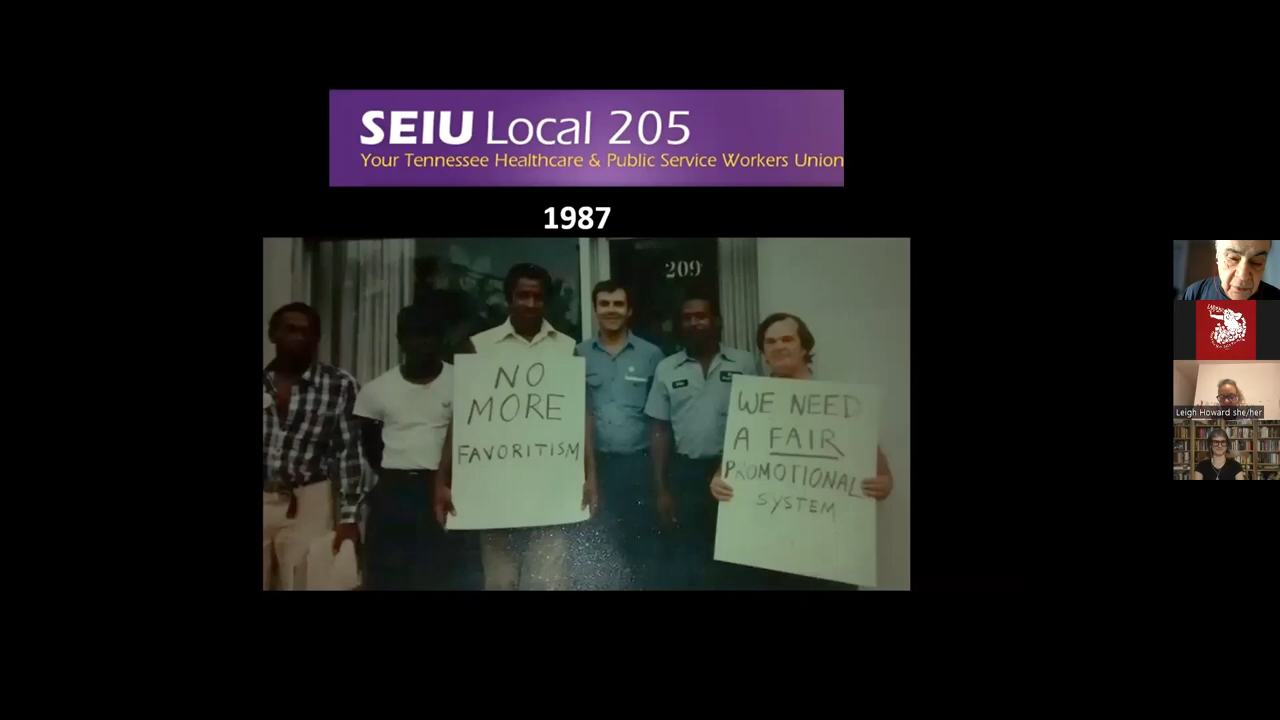 SEIU Local 205
Your Tennessee Healthcare & Public Service Workers Union
1987
209
NO
MORE
FAVORITISM
WE NEED
A FAIR
PROMOTIONAL
SYSTEM
Leigh Howard she/her